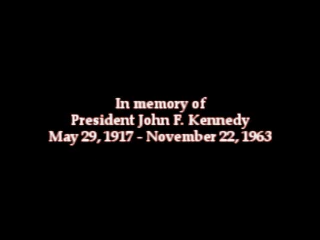 In memory of
President John F. Kennedy
May 29, 1917 - November 22, 1963